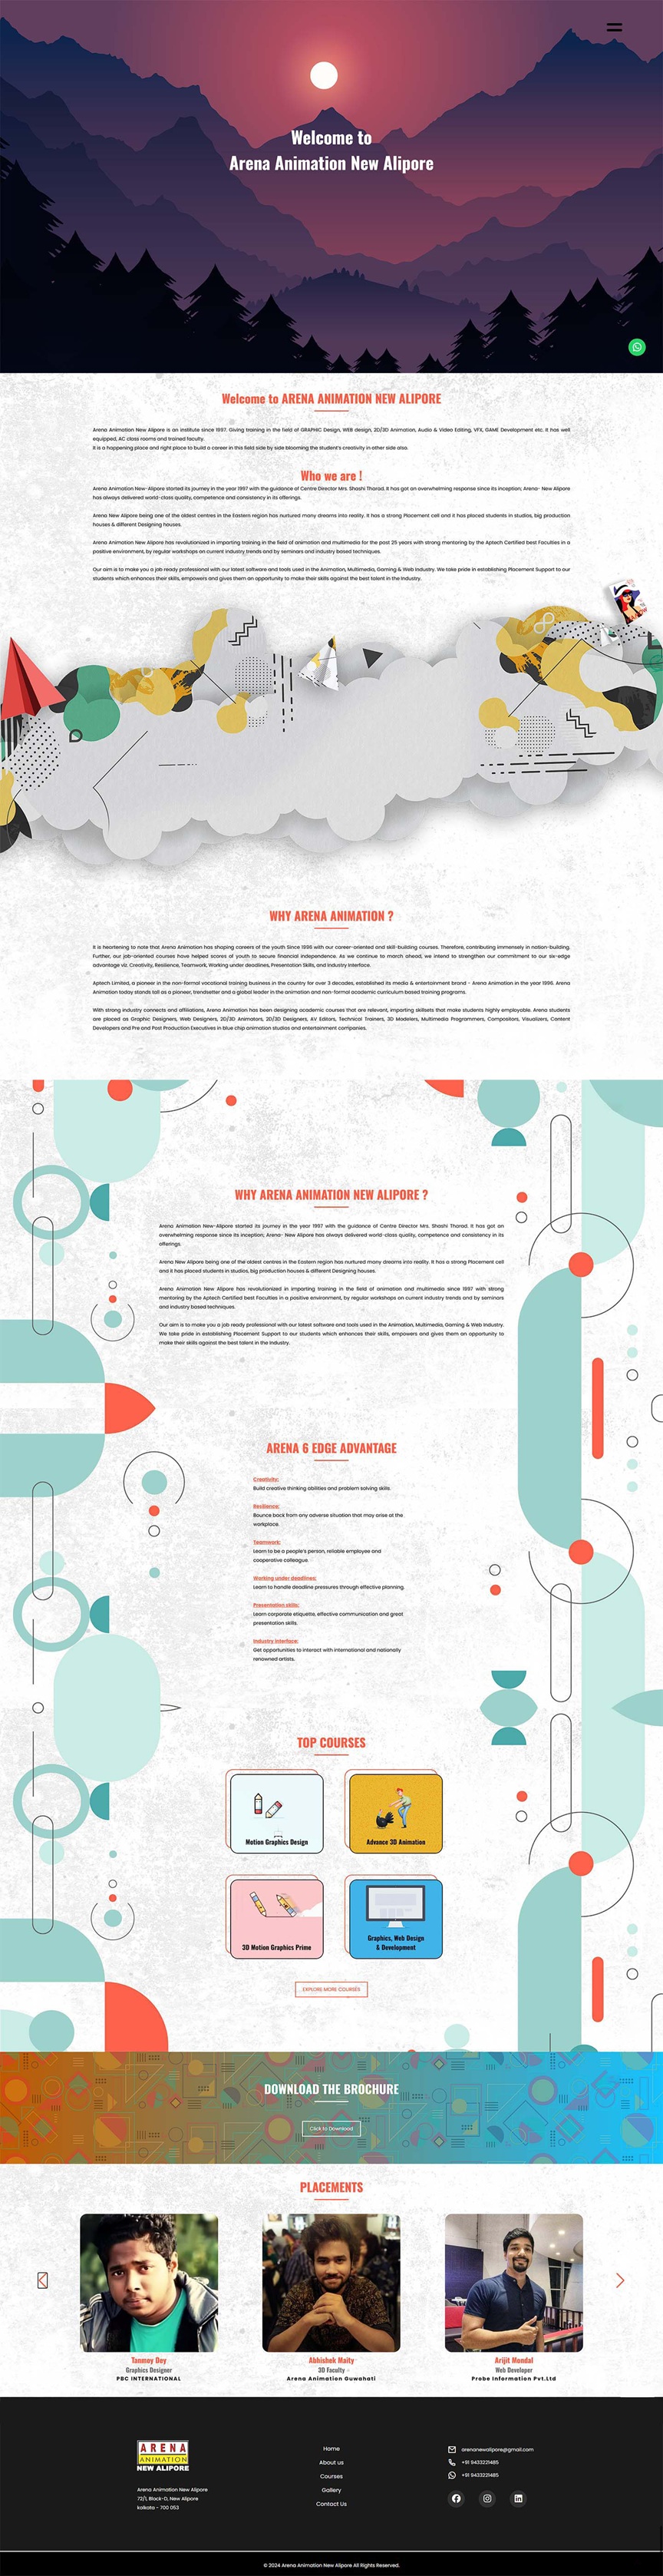 Welcome to
Arena Animation New Alipore
Welcome to ARENA ANIMATION NEW ALIPORE
Arena Animation New Alipore is an institute since 1997. Giving training in the field of GRAPHIC Design, WEB design, 2D/3D Animation, Audio & Video Editing, VFX, GAME Development etc. It has well
equipped, AC class rooms and trained faculty.
It is a happening place and right place to build a career in this field side by side blooming the student's creativity in other side also.
Who we are !
Arena Animation New-Alipore started its journey in the year 1997 with the guidance of Centre Director Mrs. Shashi Tharad. It has got an overwhelming response since its inception; Arena- New Alipore
has always delivered world-class quality, competence and consistency in its offerings.
Arena New Alipore being one of the oldest centres in the Eastern region has nurtured many dreams into reality. It has a strong Placement cell and it has placed students in studios, big production
houses & different Designing houses.
Arena Animation New Alipore has revolutionized in imparting training in the field of animation and multimedia for the past 25 years with strong mentoring by the Aptech Certified best Faculties in a
positive environment, by regular workshops on current industry trends and by seminars and industry based techniques.
Our aim is to make you a job ready professional with our latest software and tools used in the Animation, Multimedia, Gaming & Web Industry. We take pride in establishing Placement Support to our
students which enhances their skills, empowers and gives them an opportunity to make their skills against the best talent in the Industry.
WHY ARENA ANIMATION ?
It is heartening to note that Arena Animation has shaping careers of the youth Since 1996 with our career-oriented and skill-building courses. Therefore, contributing immensely in nation-building.
Further, our job-oriented courses have helped scores of youth to secure financial independence. As we continue to march ahead, we intend to strengthen our commitment to our six-edge
advantage viz. Creativity, Resilience, Teamwork, Working under deadlines, Presentation Skills, and Industry Interface.
Aptech Limited, a pioneer in the non-formal vocational training business in the country for over 3 decades, established its media & entertainment brand - Arena Animation in the year 1996. Arena
Animation today stands tall as a pioneer, trendsetter and a global leader in the animation and non-formal academic curriculum based training programs.
With strong industry connects and affiliations, Arena Animation has been designing academic courses that are relevant, imparting skillsets that make students highly employable. Arena students
are placed as Graphic Designers, Web Designers, 2D/3D Animators, 2D/3D Designers, AV Editors, Technical Trainers, 3D Modelers, Multimedia Programmers, Compositors, Visualizers, Content
Developers and Pre and Post Production Executives in blue chip animation studios and entertainment companies.
WHY ARENA ANIMATION NEW ALIPORE ?
Arena Animation New-Alipore started its journey in the year 1997 with the guidance of Centre Director Mrs. Shashi Tharad. It has got an
overwhelming response since its inception; Arena- New Alipore has always delivered world-class quality, competence and consistency in its
offerings.
Arena New Alipore being one of the oldest centres in the Eastern region has nurtured many dreams into reality. It has a strong Placement cell
and it has placed students in studios, big production houses & different Designing houses.
Arena Animation New Alipore has revolutionized in imparting training in the field of animation and multimedia since 1997 with strong
mentoring by the Aptech Certified best Faculties in a positive environment, by regular workshops on current industry trends and by seminars
and industry based techniques.
Our aim is to make you a job ready professional with our latest software and tools used in the Animation, Multimedia, Gaming & Web Industry.
We take pride in establishing Placement Support to our students which enhances their skills, empowers and gives them an opportunity to
make their skills against the best talent in the Industry.
ARENA 6 EDGE ADVANTAGE
Creativity:
Build creative thinking abilities and problem solving skills.
Resilience:
Bounce back from any adverse situation that may arise at the
workplace.
Teamwork:
Learn to be a people's person, reliable employee and
cooperative colleague.
Working under deadlines:
Learn to handle deadline pressures through effective planning.
Presentation skills:
Learn corporate etiquette, effective communication and great
presentation skills.
Industry Interface:
Get opportunities to interact with international and nationally
renowned artists.
TOP COURSES
Motion Graphics Design
Advance 3D Animation
3D Motion Graphics Prime
Graphics, Web Design
& Development
EXPLORE MORE COURSES
DOWNLOAD THE BROCHURE
Click to Download
PLACEMENTS
Tanmoy Dey
Graphics Designer
PBC INTERNATIONAL
Abhishek Maity
3D Faculty
Arena Animation Guwahati
Arijit Mondal
Web Developer
Probe Information Pvt.Ltd
ARENA
ANIMATION
NEW ALIPORE
Arena Animation New Alipore
72/1, Block-D, New Alipore
kolkata - 700 053
Home
About us
Courses
Gallery
Contact Us
arenanewalipore@gmail.com
+91 9433221485
+91 9433221485
© 2024 Arena Animation New Alipore All Rights Reserved.